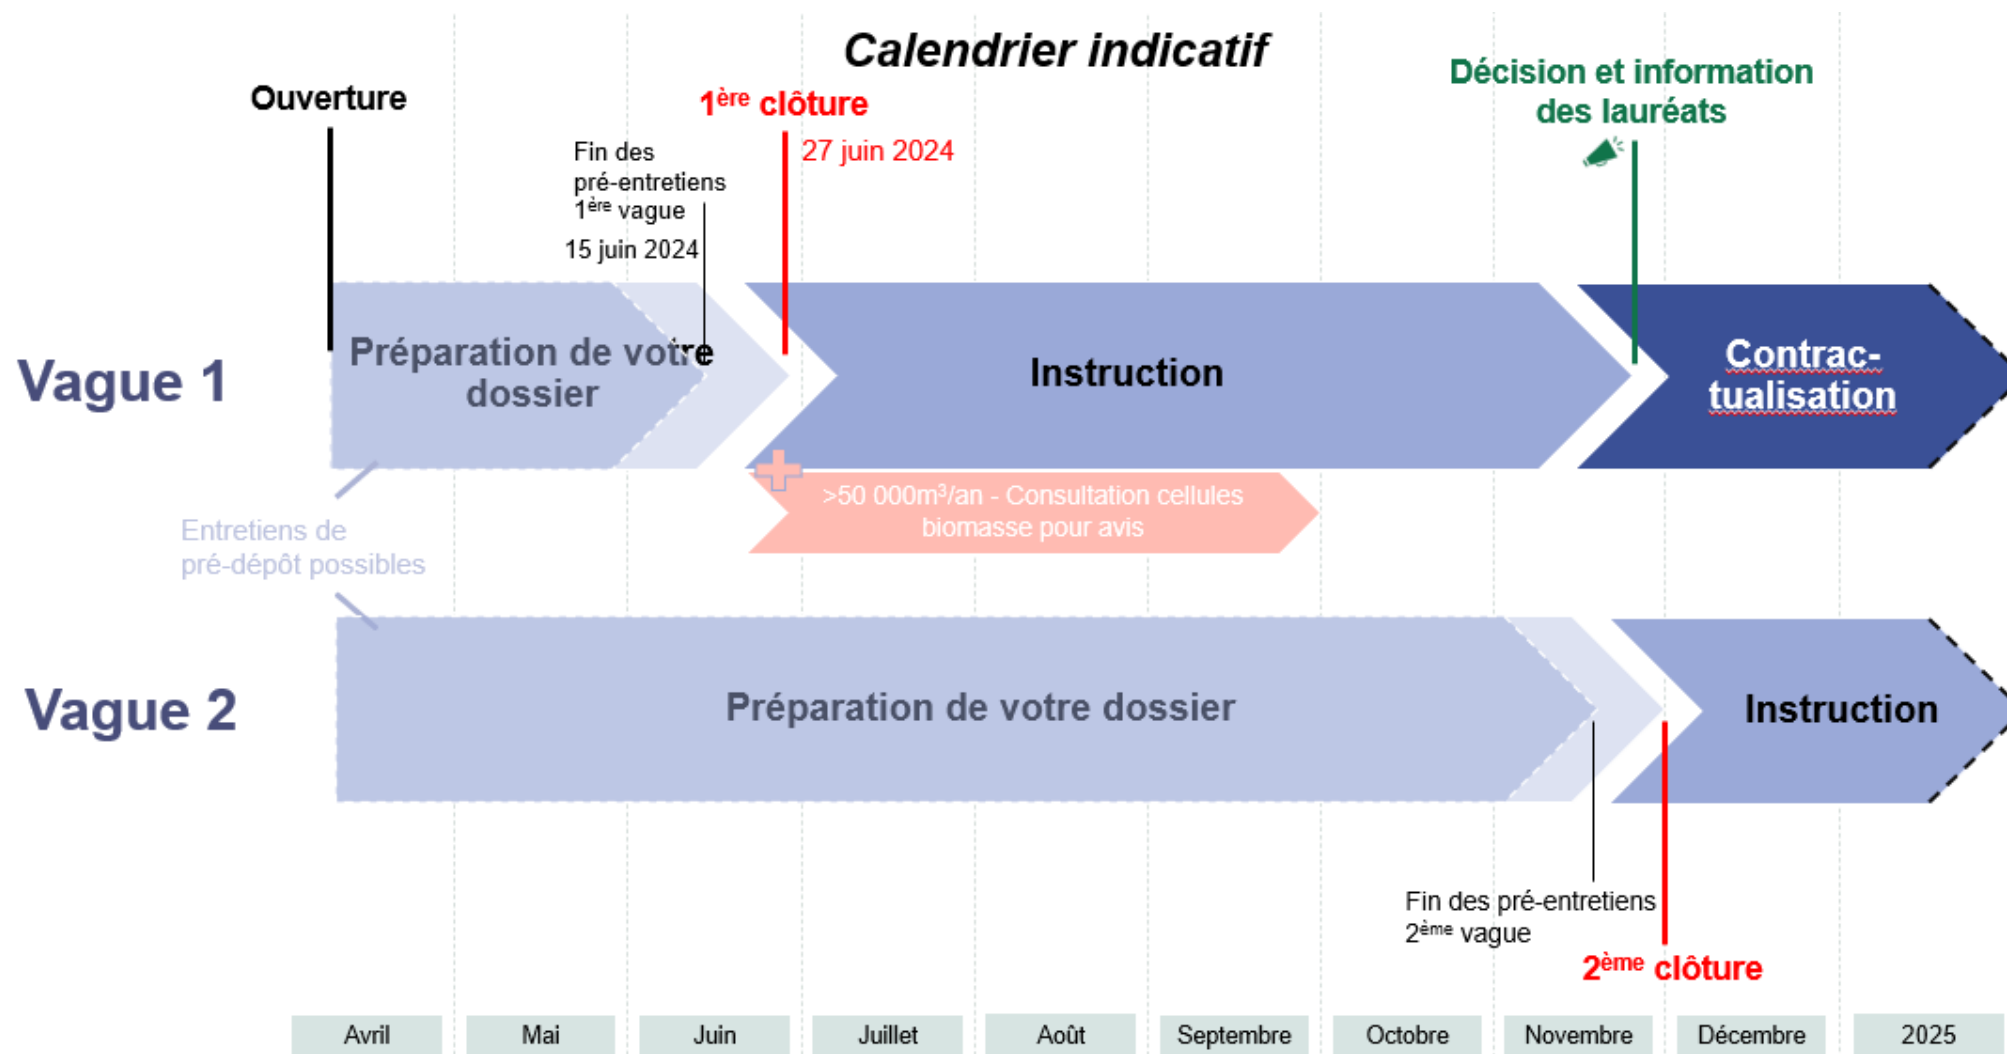 Calendrier indicatif
Ouverture
1ère clôture
27 juin 2024
Décision et information
des lauréats
Fin des
pré-entretiens
1ère vague
15 juin 2024
Vague 1
Préparation de votre
dossier
Instruction
Contrac-
tualisation
>50 000m³/an - Consultation cellules
biomasse pour avis
Entretiens de
pré-dépôt possibles
Vague 2
Préparation de votre dossier
Instruction
Fin des pré-entretiens
2ème vague
2ème clôture
Avril
Mai
Juin
Juillet
Août
Septembre
Octobre
Novembre
Décembre
2025